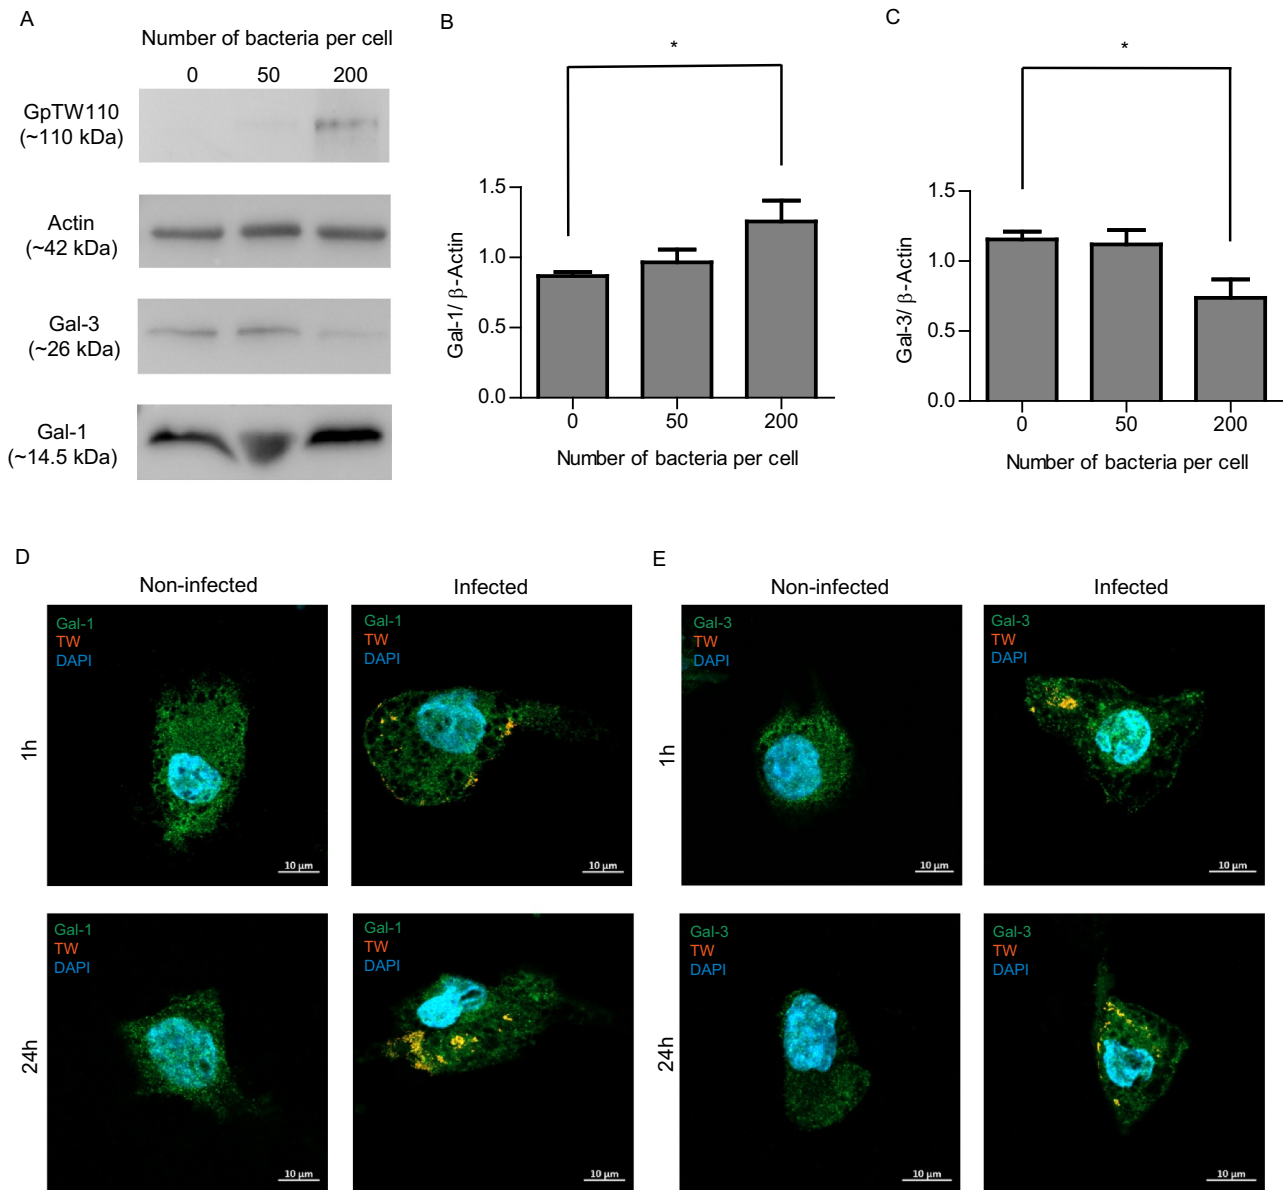 A
Number of bacteria per cell
0 50 200
GpTW110
(~110 kDa)
Actin
(~42 kDa)
Gal-3
(~26 kDa)
Gal-1
(~14.5 kDa)
B
*
Gal-1/ β-Actin
1.5
1.0
0.5
0.0
0 50 200
Number of bacteria per cell
C
*
Gal-3/ β-Actin
1.5
1.0
0.5
0.0
0 50 200
Number of bacteria per cell
D
Non-infected Infected
1h
Gal-1
TW
DAPI
10 µm
Gal-1
TW
DAPI
10 µm
24h
Gal-1
TW
DAPI
10 µm
Gal-1
TW
DAPI
10 µm
E
Non-infected Infected
1h
Gal-3
TW
DAPI
10 µm
Gal-3
TW
DAPI
10 µm
24h
Gal-3
TW
DAPI
10 µm
Gal-3
TW
DAPI
10 µm